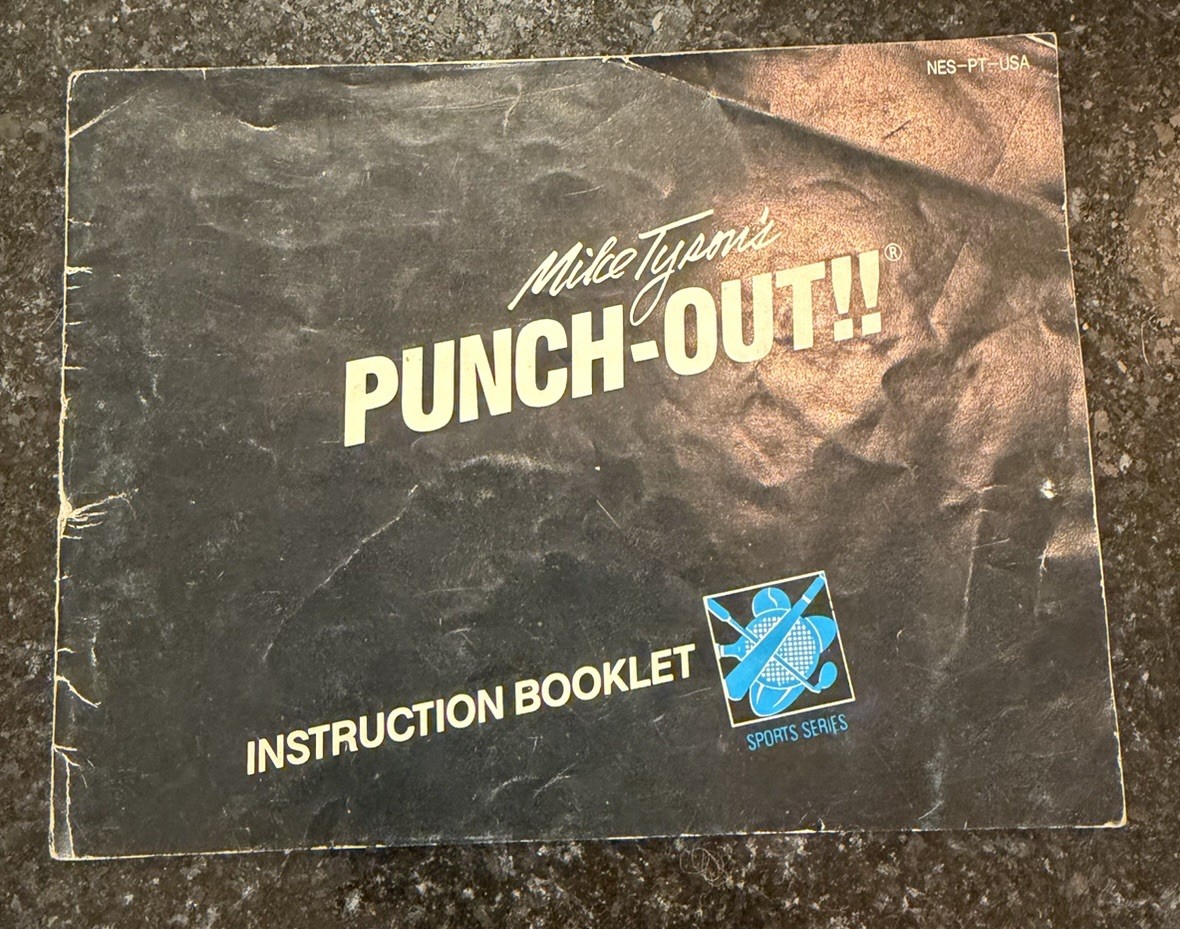 NES-PT-USA
Mike Tyson's
PUNCH-OUT!!®
INSTRUCTION BOOKLET
SPORTS SERIES